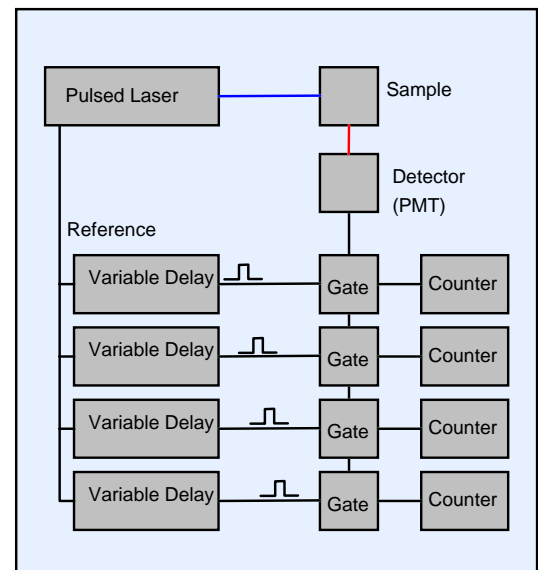 Pulsed Laser
Sample
Detector
(PMT)
Reference
Variable Delay
Gate
Counter
Variable Delay
Gate
Counter
Variable Delay
Gate
Counter
Variable Delay
Gate
Counter